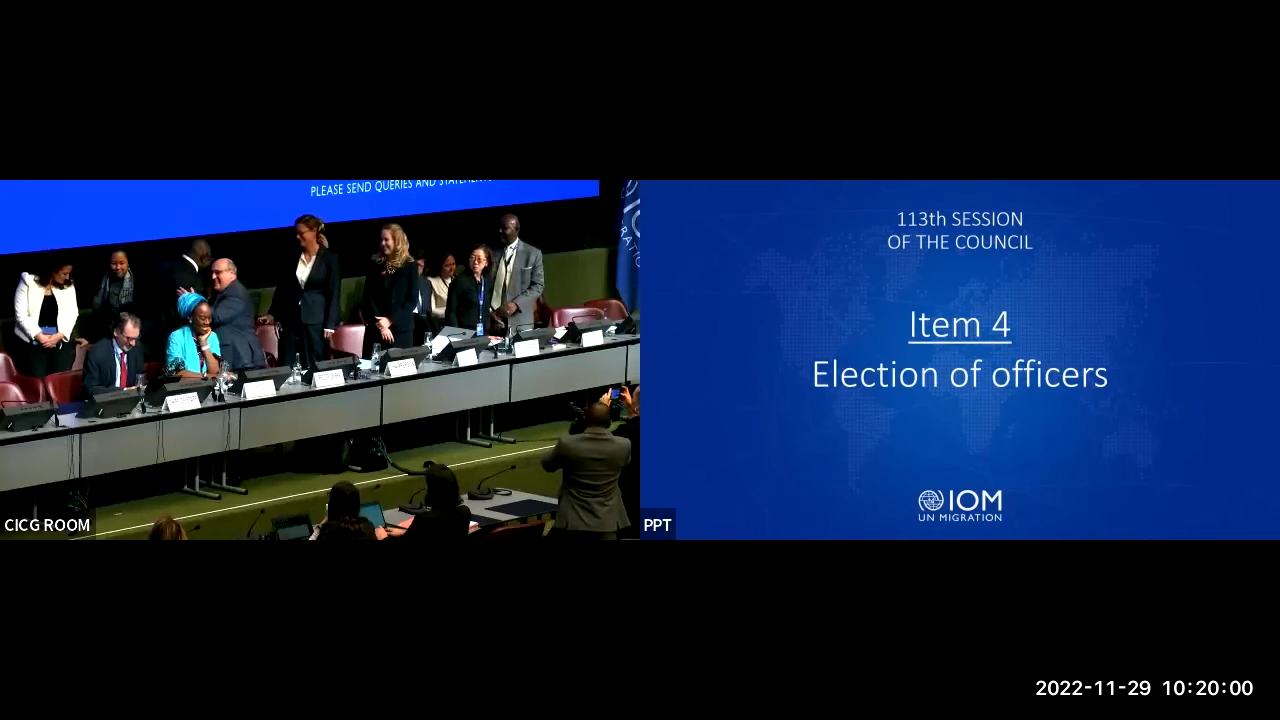 PLEASE SEND QUERIES AND STATEMENTS
CICG ROOM
113th SESSION
OF THE COUNCIL
Item 4
Election of officers
IOM
UN MIGRATION
PPT
2022-11-29 10:20:00